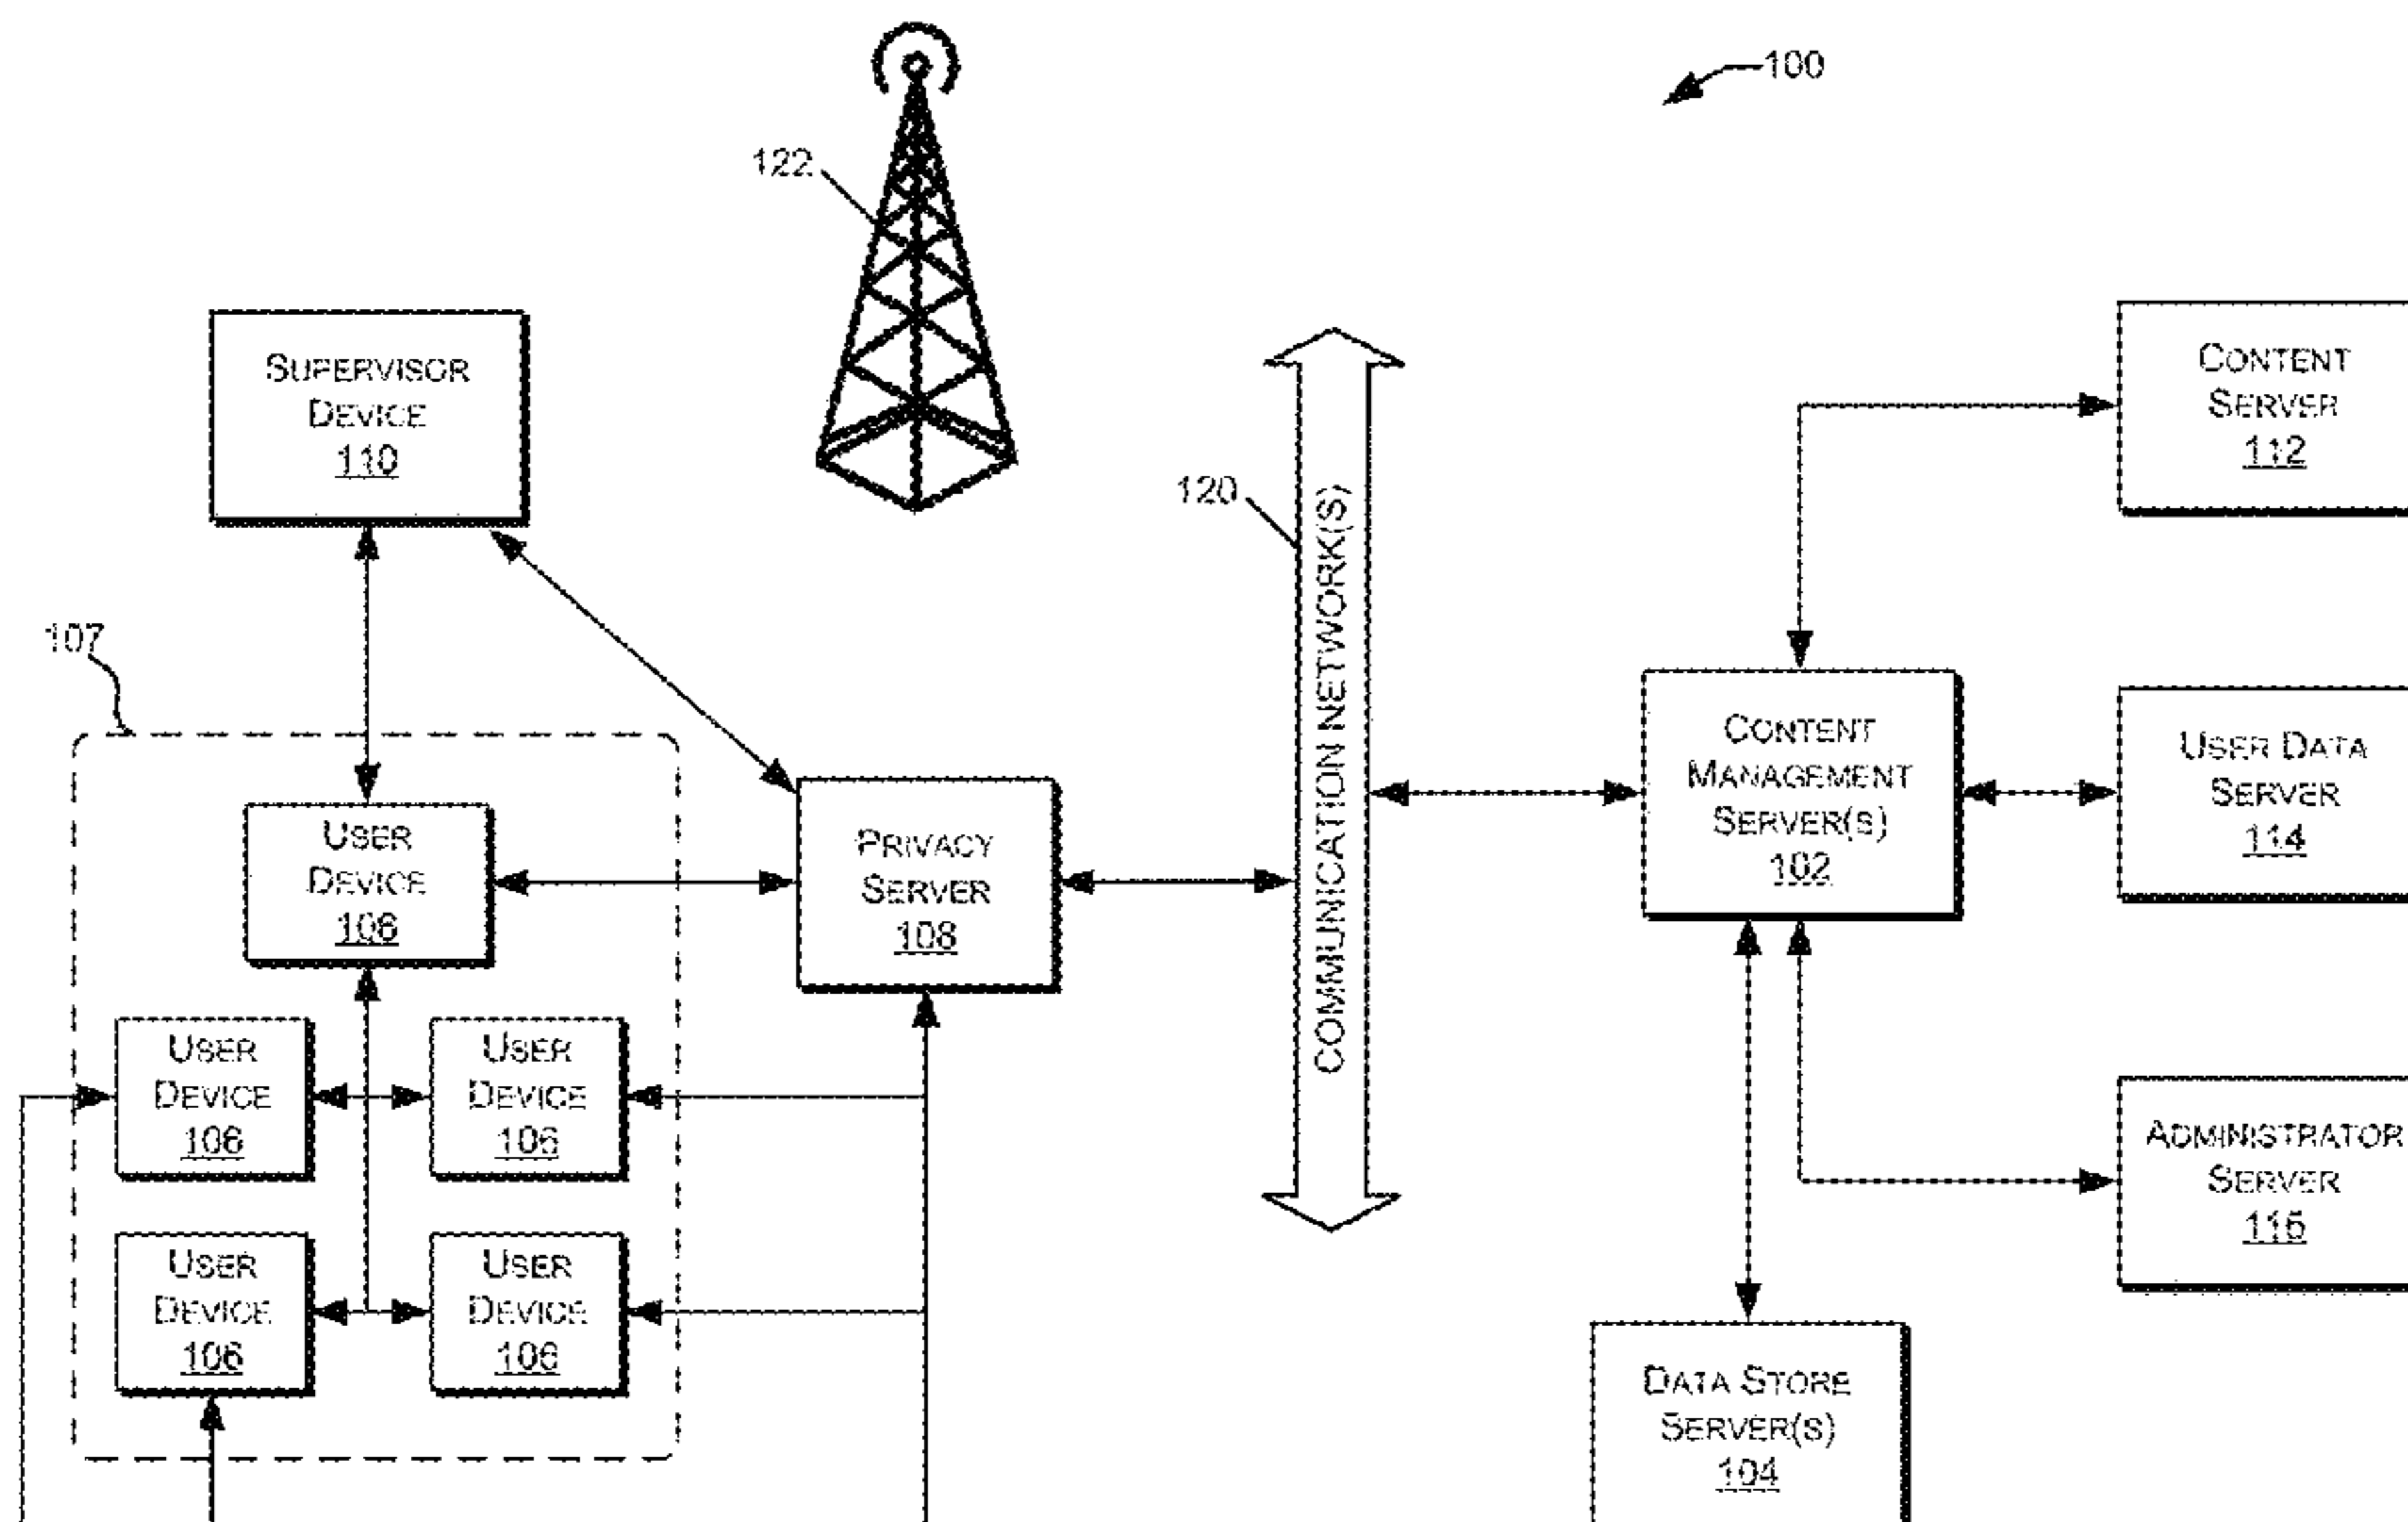 100
122
SUPERVISOR
DEVICE
110
CONTENT
SERVER
112
120
COMMUNICATION NETWORK(S)
107
CONTENT
MANAGEMENT
SERVER(S)
102
USER DATA
SERVER
114
USER
DEVICE
106
PRIVACY
SERVER
108
USER
DEVICE
106
USER
DEVICE
106
ADMINISTRATOR
SERVER
116
USER
DEVICE
106
USER
DEVICE
106
DATA STORE
SERVER(S)
104